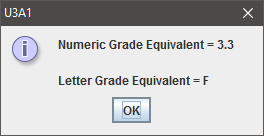 U3A1
Numeric Grade Equivalent = 3.3
Letter Grade Equivalent = F
OK